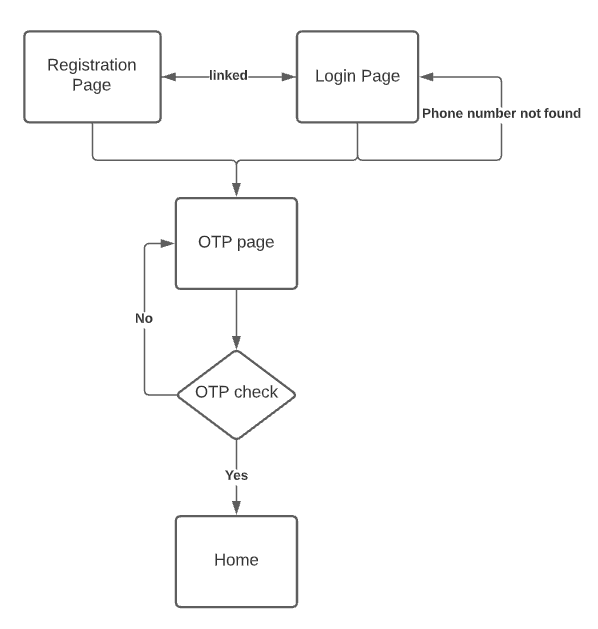 Registration
Page
linked
Login Page
Phone number not found
OTP page
No
OTP check
Yes
Home